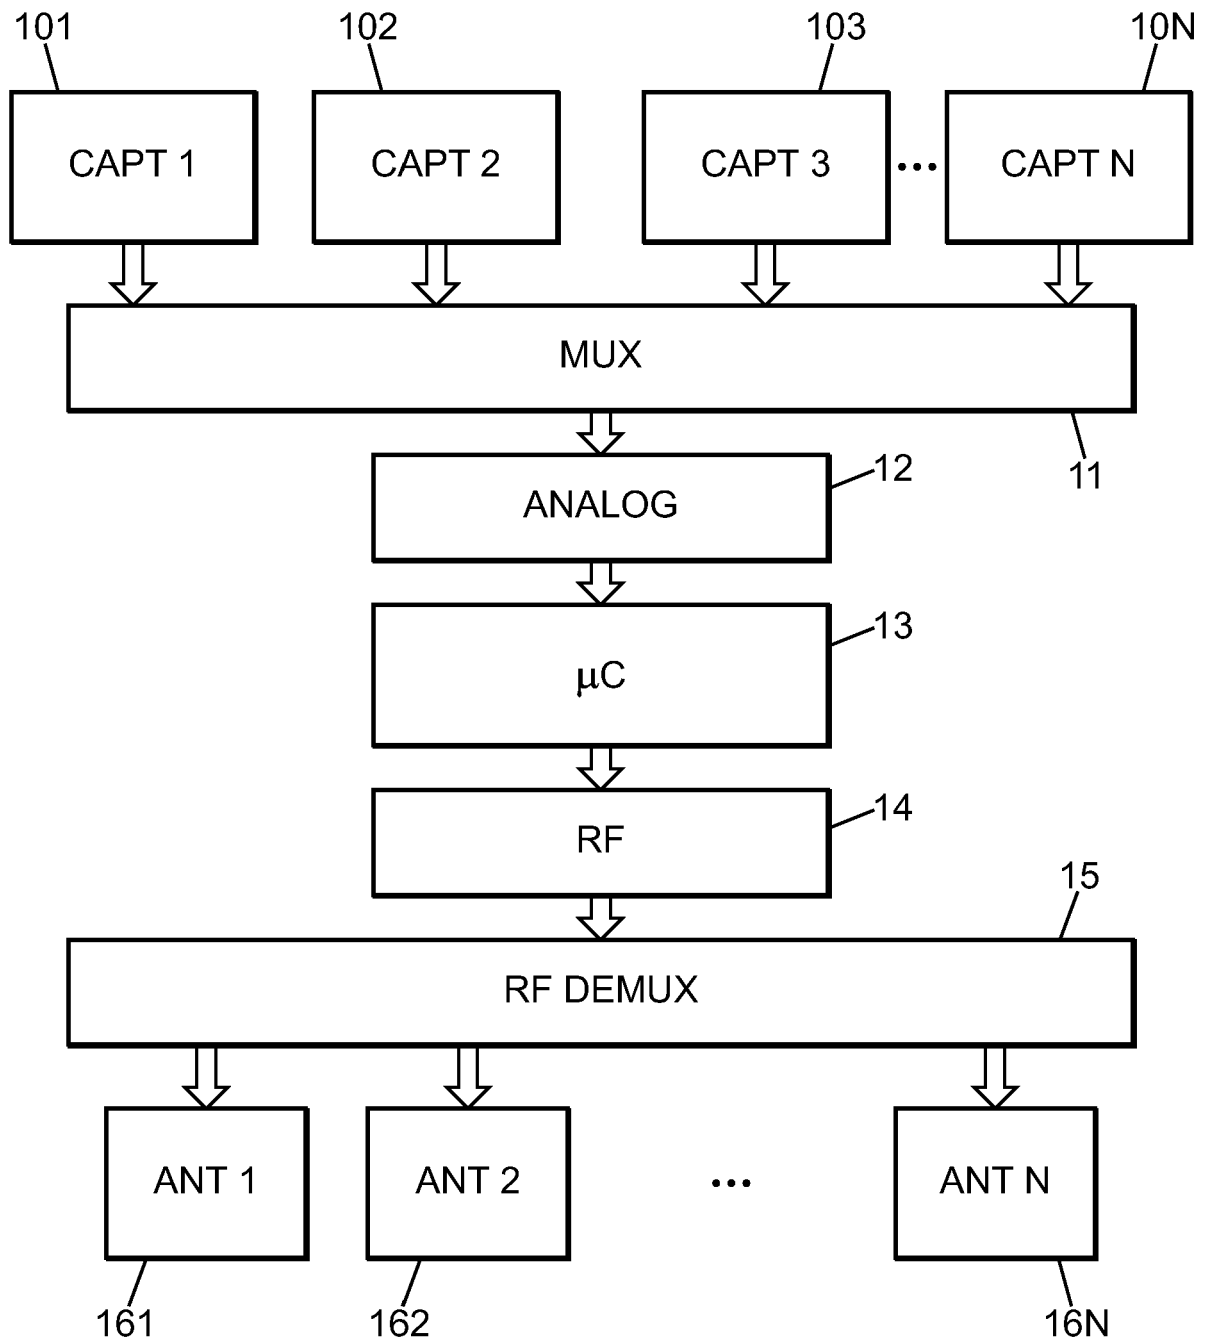 101 102 103 10N
CAPT 1 CAPT 2 CAPT 3 ... CAPT N
MUX
11
12
ANALOG
13
µC
14
RF
15
RF DEMUX
ANT 1 ANT 2 ... ANT N
161 162 16N